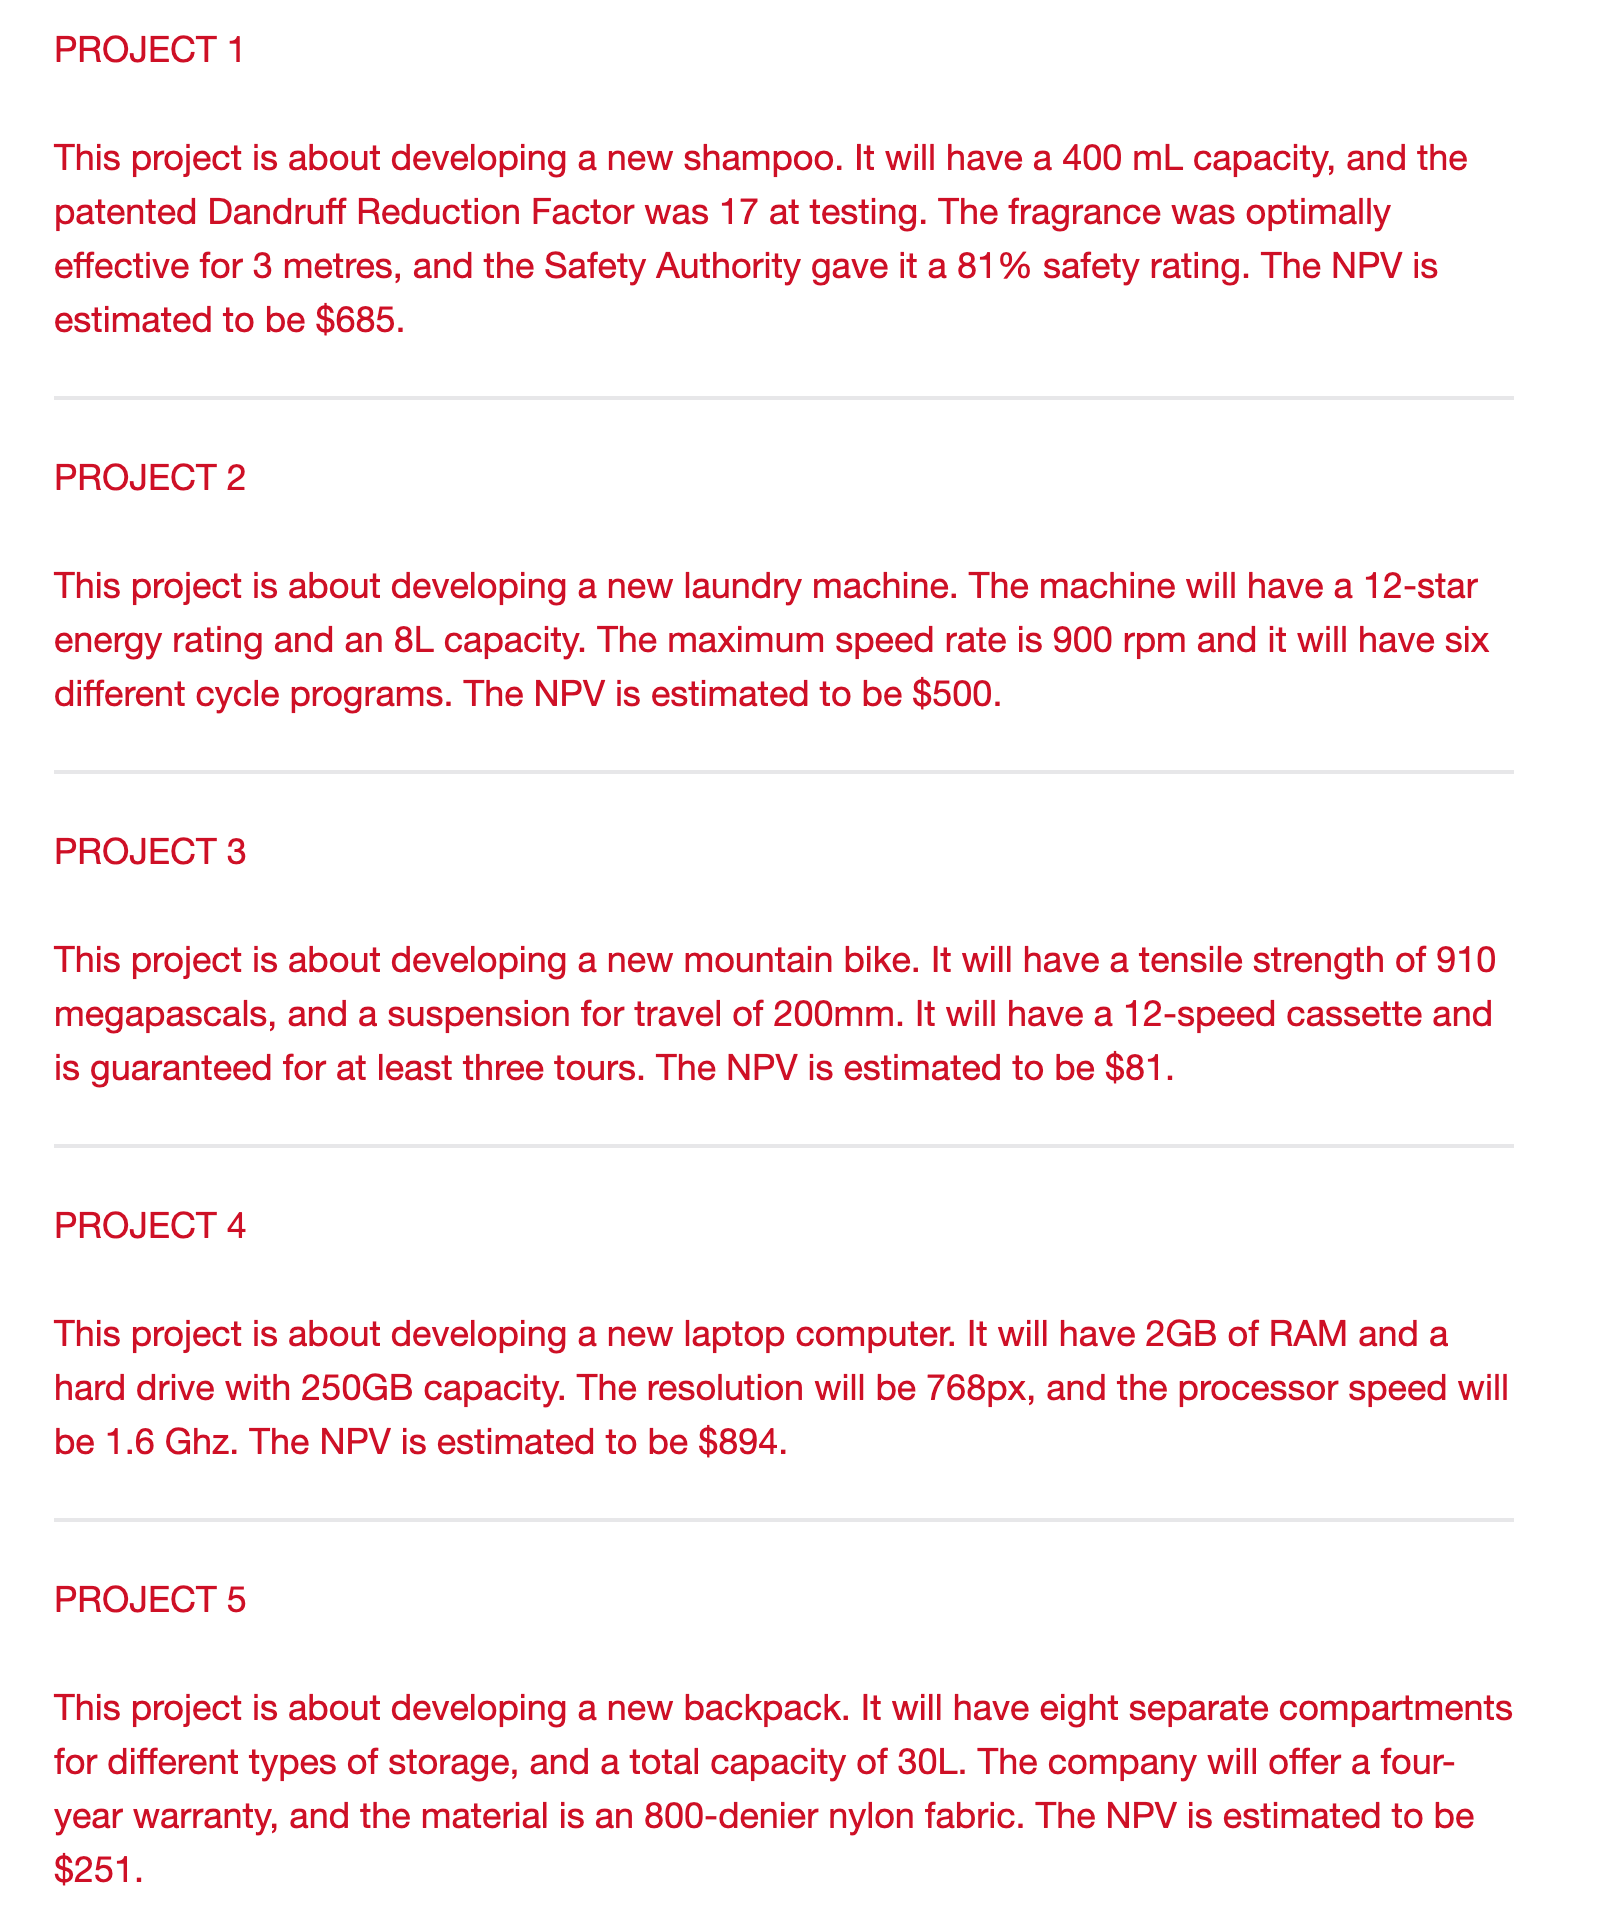 PROJECT 1
This project is about developing a new shampoo. It will have a 400 mL capacity, and the
patented Dandruff Reduction Factor was 17 at testing. The fragrance was optimally
effective for 3 metres, and the Safety Authority gave it a 81% safety rating. The NPV is
estimated to be $685.
PROJECT 2
This project is about developing a new laundry machine. The machine will have a 12-star
energy rating and an 8L capacity. The maximum speed rate is 900 rpm and it will have six
different cycle programs. The NPV is estimated to be $500.
PROJECT 3
This project is about developing a new mountain bike. It will have a tensile strength of 910
megapascals, and a suspension for travel of 200mm. It will have a 12-speed cassette and
is guaranteed for at least three tours. The NPV is estimated to be $81.
PROJECT 4
This project is about developing a new laptop computer. It will have 2GB of RAM and a
hard drive with 250GB capacity. The resolution will be 768px, and the processor speed will
be 1.6 Ghz. The NPV is estimated to be $894.
PROJECT 5
This project is about developing a new backpack. It will have eight separate compartments
for different types of storage, and a total capacity of 30L. The company will offer a four-
year warranty, and the material is an 800-denier nylon fabric. The NPV is estimated to be
$251.